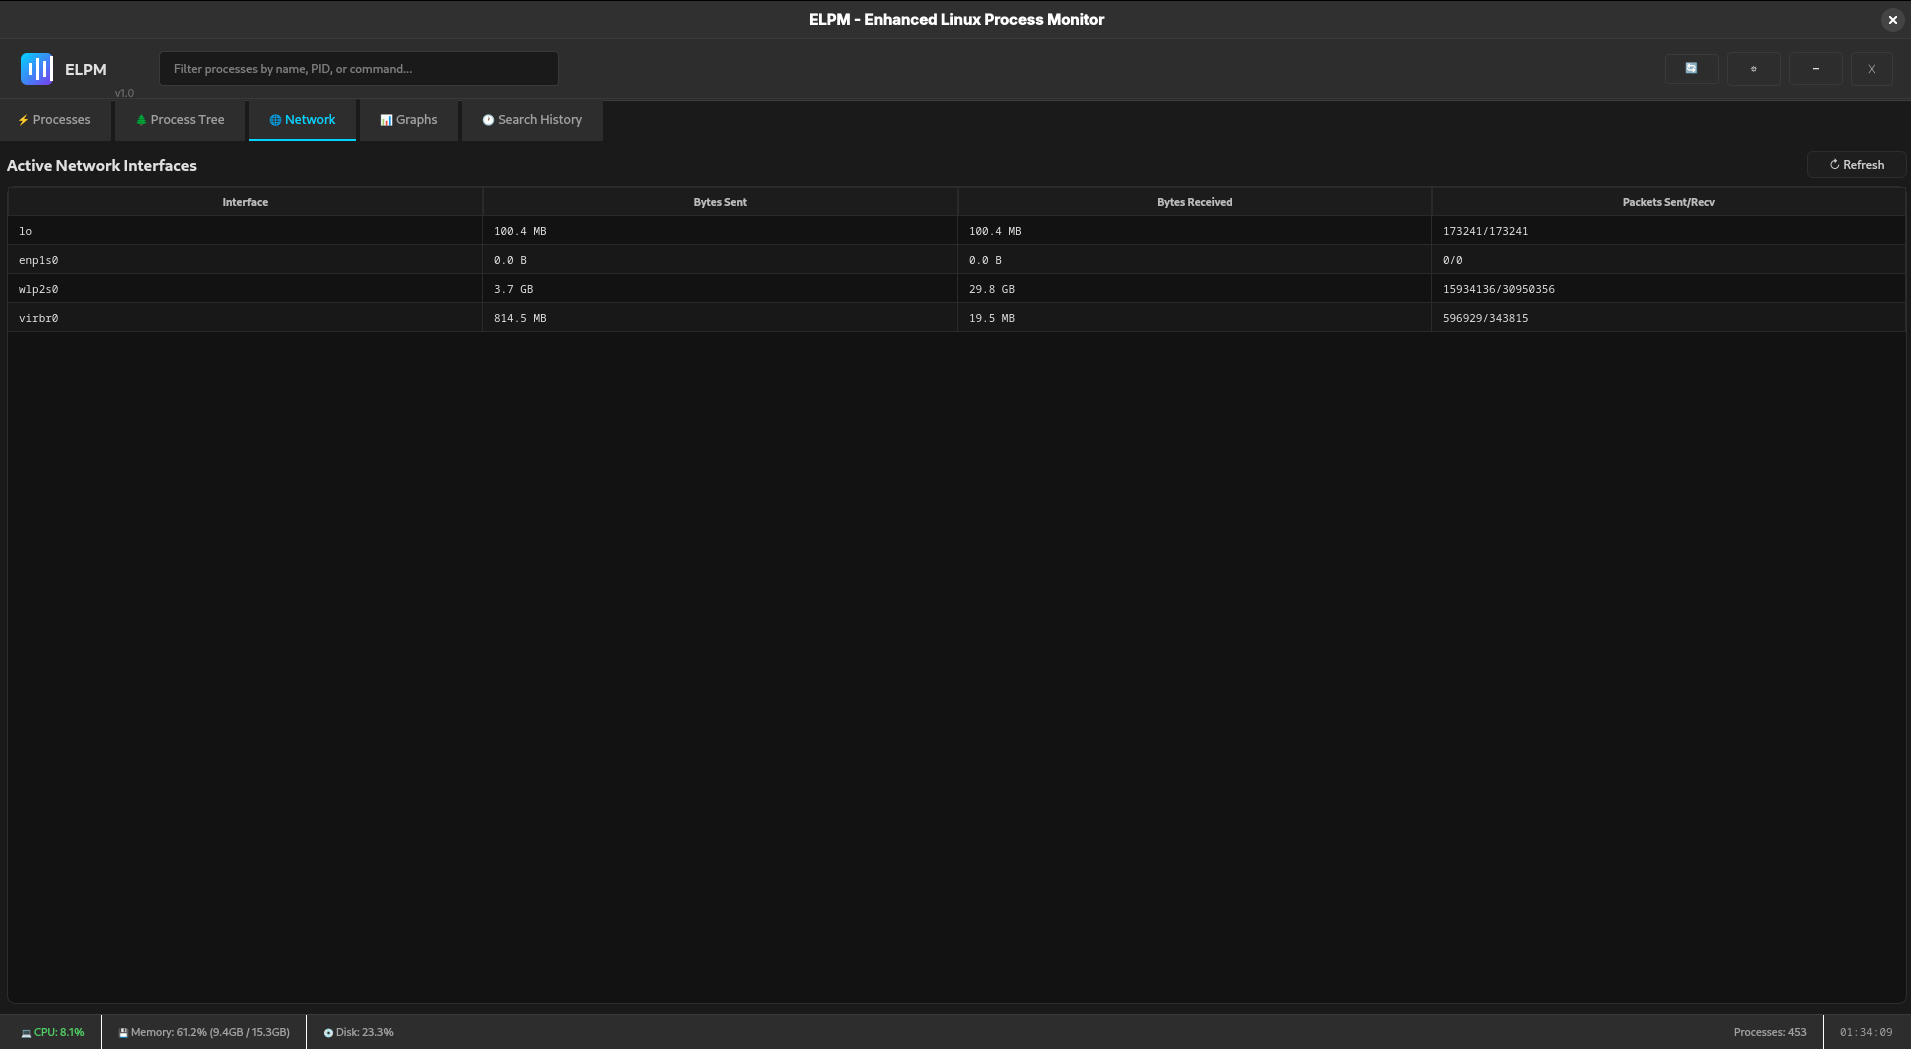 ELPM - Enhanced Linux Process Monitor
ELPM
v1.0
Filter processes by name, PID, or command...
X
Processes
Process Tree
Network
Graphs
Search History
Active Network Interfaces
Refresh
Interface Bytes Sent Bytes Received Packets Sent/Recv
lo 100.4 MB 100.4 MB 173241/173241
enp1s0 0.0 B 0.0 B 0/0
wlp2s0 3.7 GB 29.8 GB 15934136/30950356
virbr0 814.5 MB 19.5 MB 596929/343815
CPU: 8.1%
Memory: 61.2% (9.4GB / 15.3GB)
Disk: 23.3%
Processes: 453
01:34:09